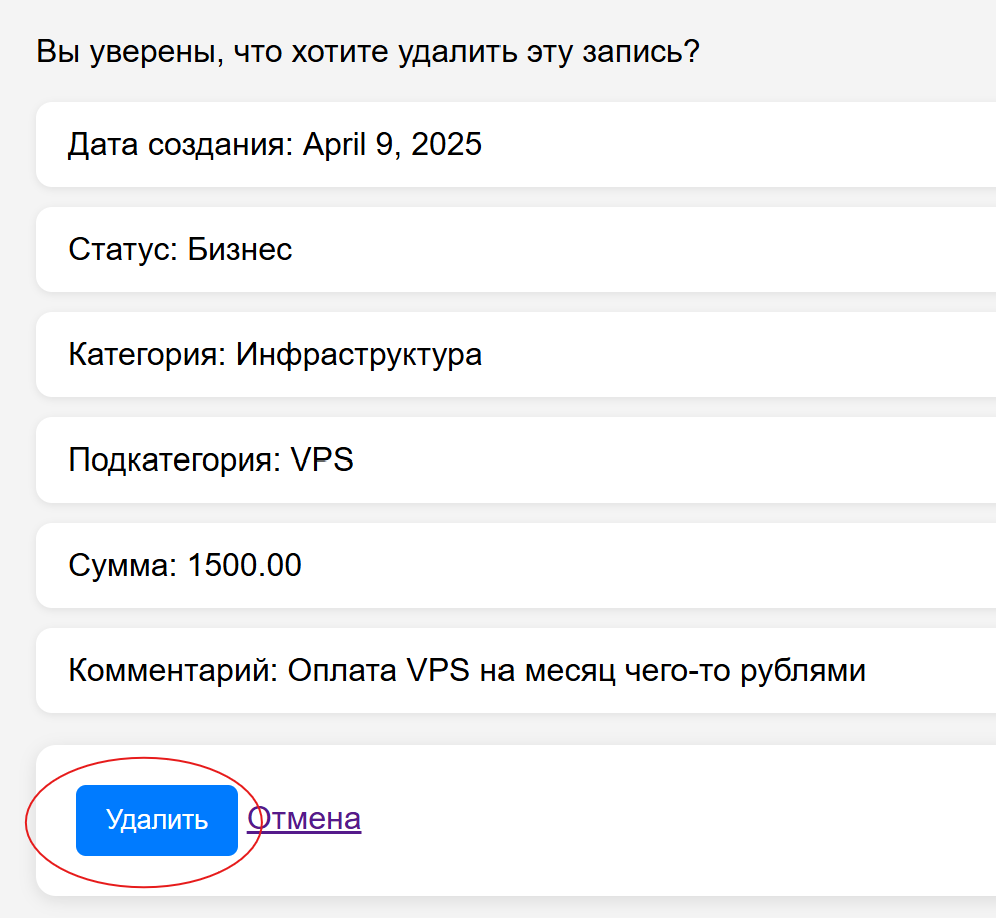 Вы уверены, что хотите удалить эту запись?
Дата создания: April 9, 2025
Статус: Бизнес
Категория: Инфраструктура
Подкатегория: VPS
Сумма: 1500.00
Комментарий: Оплата VPS на месяц чего-то рублями
Удалить Отмена